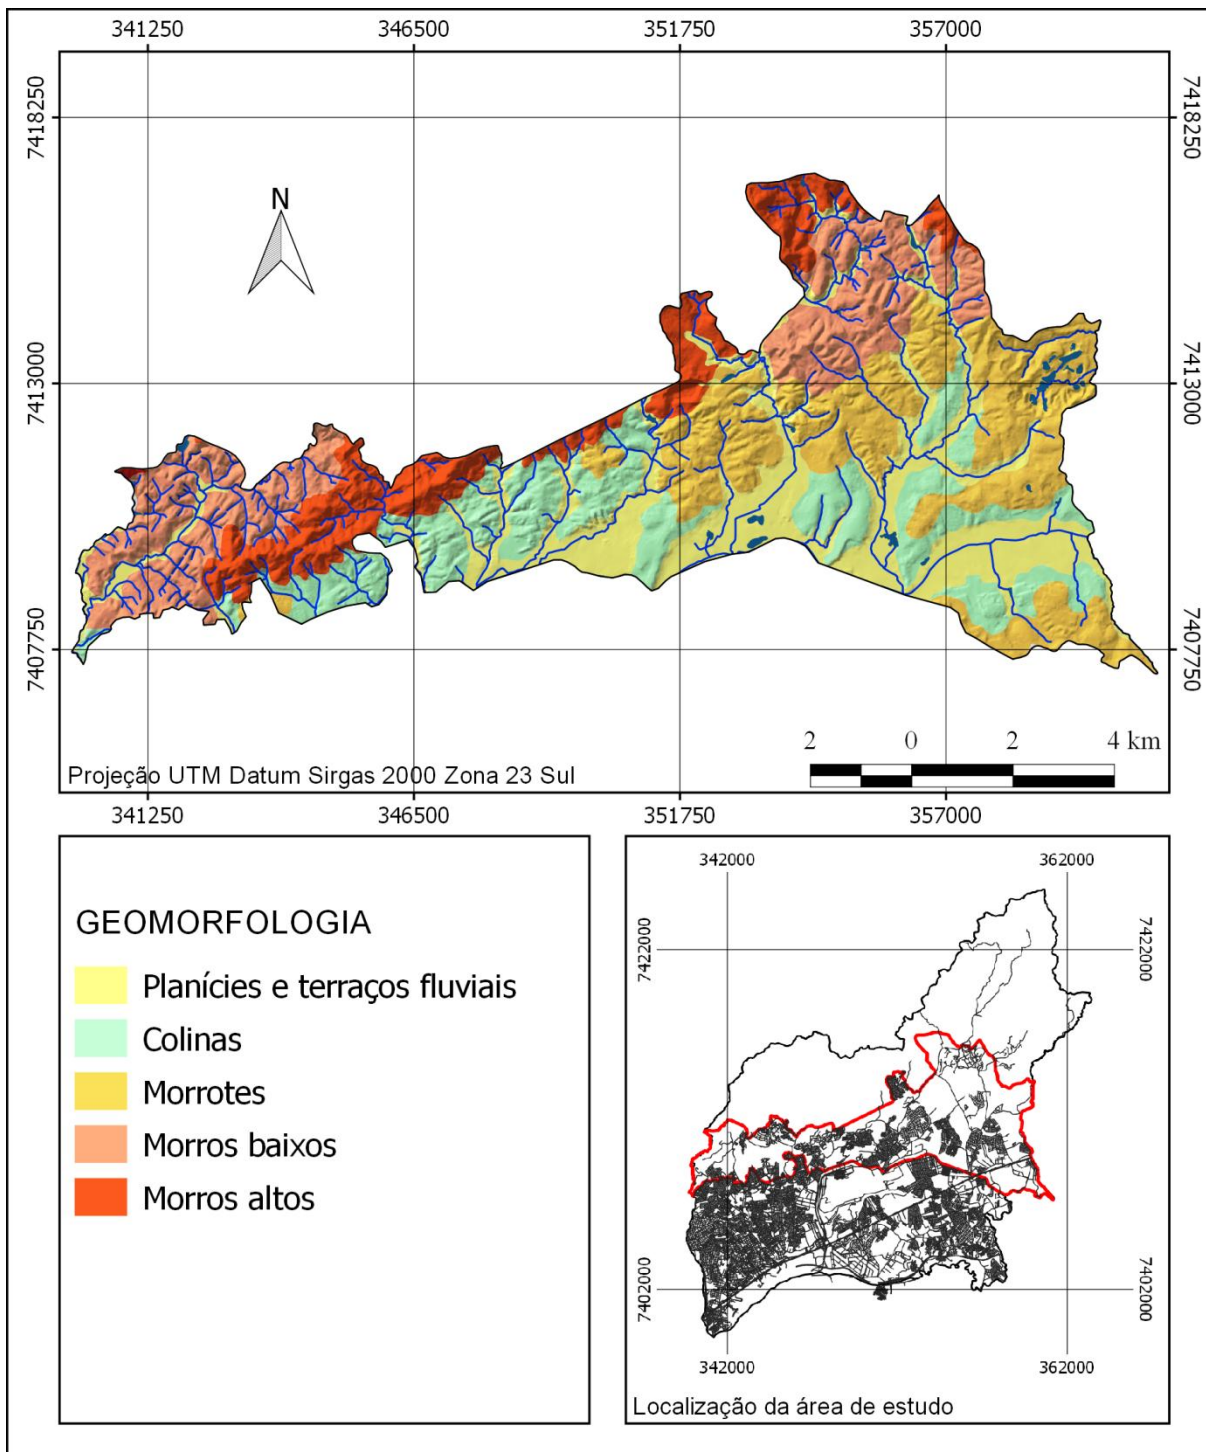 341250 346500 351750 357000
7418250 7418250
N
7413000 7413000
7407750 7407750
2 0 2 4 km
Projeção UTM Datum Sirgas 2000 Zona 23 Sul
341250 346500 351750 357000
GEOMORFOLOGIA
Planícies e terraços fluviais
Colinas
Morrotes
Morros baixos
Morros altos
342000 362000
7422000 7422000
7402000 7402000
342000 362000
Localização da área de estudo